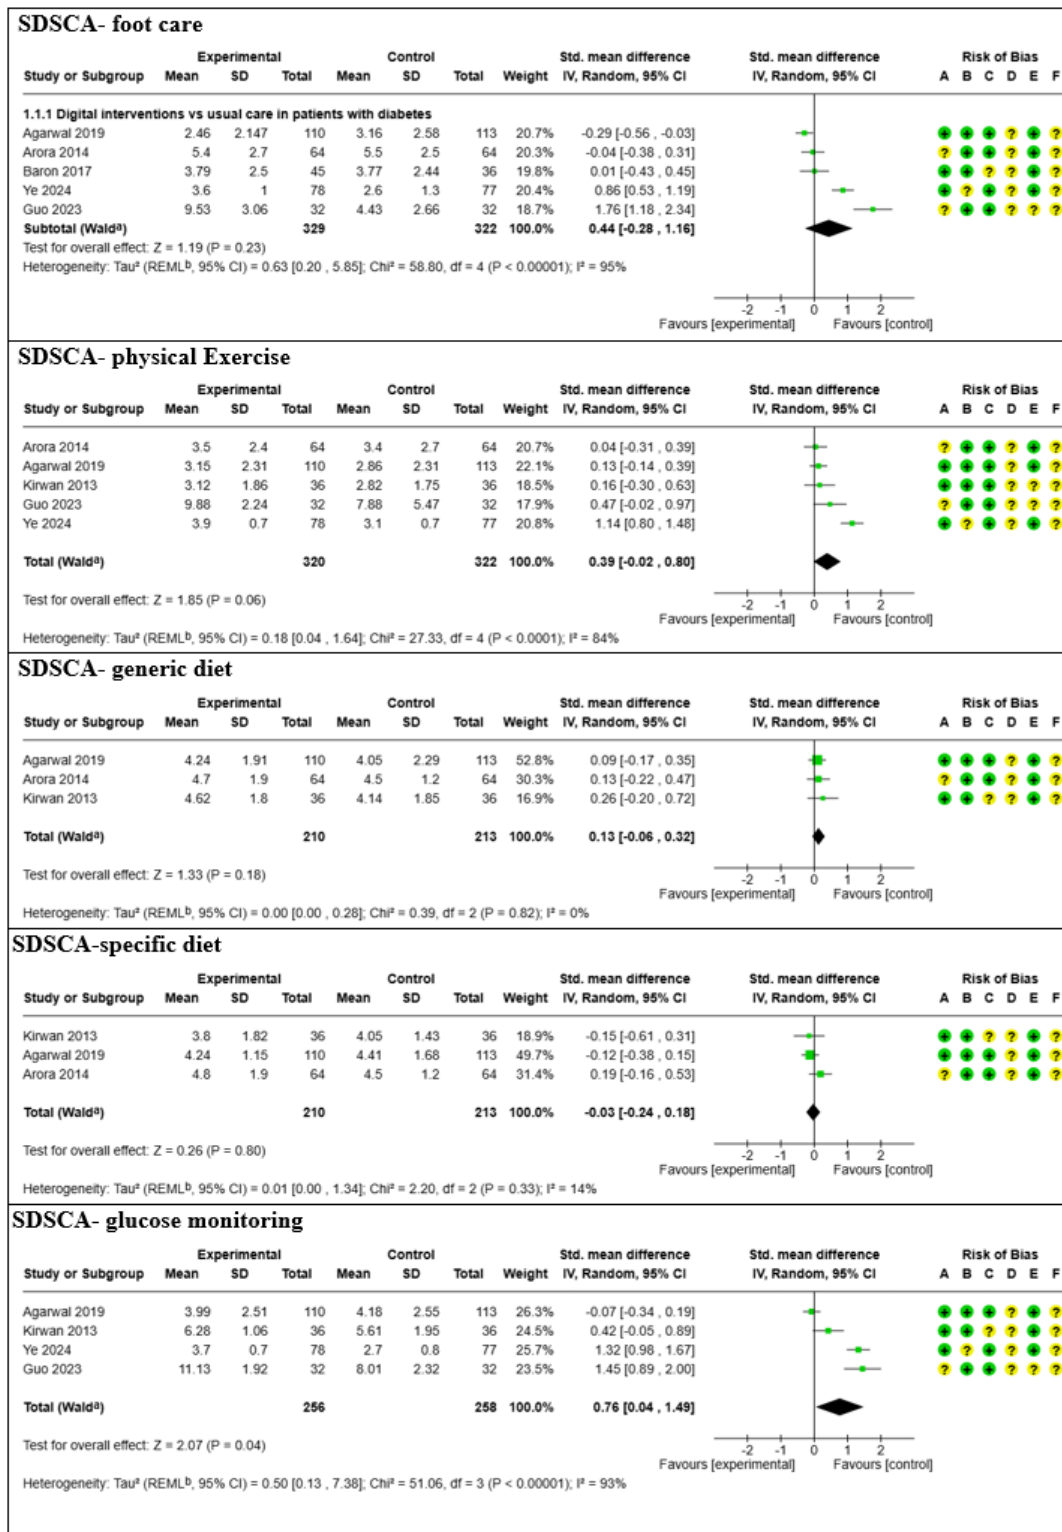 SDSCA- foot care
Experimental Control Std. mean difference Std. mean difference Risk of Bias
Study or Subgroup Mean SD Total Mean SD Total Weight IV, Random, 95% CI IV, Random, 95% CI A B C D E F
1.1.1 Digital interventions vs usual care in patients with diabetes
Agarwal 2019 2.46 2.147 110 3.16 2.58 113 20.7% -0.29 [-0.56 , -0.03] + + + ? + ?
Arora 2014 5.4 2.7 64 5.5 2.5 64 20.3% -0.04 [-0.38 , 0.31] ? + + ? + ?
Baron 2017 3.79 2.5 45 3.77 2.44 36 19.8% 0.01 [-0.43 , 0.45] + + ? ? + ?
Ye 2024 3.6 1 78 2.6 1.3 77 20.4% 0.86 [0.53 , 1.19] + ? + ? + ?
Guo 2023 9.53 3.06 32 4.43 2.66 32 18.7% 1.76 [1.18 , 2.34] ? + + ? ? ?
Subtotal (Waldᵃ) 329 322 100.0% 0.44 [-0.28 , 1.16]
Test for overall effect: Z = 1.19 (P = 0.23)
Heterogeneity: Tau² (REMLᵇ, 95% CI) = 0.63 [0.20 , 5.85]; Chi² = 58.80, df = 4 (P < 0.00001); I² = 95%
-2 -1 0 1 2
Favours [experimental] Favours [control]
SDSCA- physical Exercise
Experimental Control Std. mean difference Std. mean difference Risk of Bias
Study or Subgroup Mean SD Total Mean SD Total Weight IV, Random, 95% CI IV, Random, 95% CI A B C D E F
Arora 2014 3.5 2.4 64 3.4 2.7 64 20.7% 0.04 [-0.31 , 0.39] ? + + ? + ?
Agarwal 2019 3.15 2.31 110 2.86 2.31 113 22.1% 0.13 [-0.14 , 0.39] + + + ? + ?
Kirwan 2013 3.12 1.86 36 2.82 1.75 36 18.5% 0.16 [-0.30 , 0.63] + + + ? ? ?
Guo 2023 9.88 2.24 32 7.88 5.47 32 17.9% 0.47 [-0.02 , 0.97] ? + + ? ? ?
Ye 2024 3.9 0.7 78 3.1 0.7 77 20.8% 1.14 [0.80 , 1.48] + ? + ? + ?
Total (Waldᵃ) 320 322 100.0% 0.39 [-0.02 , 0.80]
Test for overall effect: Z = 1.85 (P = 0.06)
-2 -1 0 1 2
Favours [experimental] Favours [control]
Heterogeneity: Tau² (REMLᵇ, 95% CI) = 0.18 [0.04 , 1.64]; Chi² = 27.33, df = 4 (P < 0.0001); I² = 84%
SDSCA- generic diet
Experimental Control Std. mean difference Std. mean difference Risk of Bias
Study or Subgroup Mean SD Total Mean SD Total Weight IV, Random, 95% CI IV, Random, 95% CI A B C D E F
Agarwal 2019 4.24 1.91 110 4.05 2.29 113 52.8% 0.09 [-0.17 , 0.35] + + + ? + ?
Arora 2014 4.7 1.9 64 4.5 1.2 64 30.3% 0.13 [-0.22 , 0.47] ? + + ? + ?
Kirwan 2013 4.62 1.8 36 4.14 1.85 36 16.9% 0.26 [-0.20 , 0.72] + + ? ? + ?
Total (Waldᵃ) 210 213 100.0% 0.13 [-0.06 , 0.32]
Test for overall effect: Z = 1.33 (P = 0.18)
-2 -1 0 1 2
Favours [experimental] Favours [control]
Heterogeneity: Tau² (REMLᵇ, 95% CI) = 0.00 [0.00 , 0.28]; Chi² = 0.39, df = 2 (P = 0.82); I² = 0%
SDSCA-specific diet
Experimental Control Std. mean difference Std. mean difference Risk of Bias
Study or Subgroup Mean SD Total Mean SD Total Weight IV, Random, 95% CI IV, Random, 95% CI A B C D E F
Kirwan 2013 3.8 1.82 36 4.05 1.43 36 18.9% -0.15 [-0.61 , 0.31] + + ? ? + ?
Agarwal 2019 4.24 1.15 110 4.41 1.68 113 49.7% -0.12 [-0.38 , 0.15] + + + ? + ?
Arora 2014 4.8 1.9 64 4.5 1.2 64 31.4% 0.19 [-0.16 , 0.53] ? + + ? + ?
Total (Waldᵃ) 210 213 100.0% -0.03 [-0.24 , 0.18]
Test for overall effect: Z = 0.26 (P = 0.80)
-2 -1 0 1 2
Favours [experimental] Favours [control]
Heterogeneity: Tau² (REMLᵇ, 95% CI) = 0.01 [0.00 , 1.34]; Chi² = 2.20, df = 2 (P = 0.33); I² = 14%
SDSCA- glucose monitoring
Experimental Control Std. mean difference Std. mean difference Risk of Bias
Study or Subgroup Mean SD Total Mean SD Total Weight IV, Random, 95% CI IV, Random, 95% CI A B C D E F
Agarwal 2019 3.99 2.51 110 4.18 2.55 113 26.3% -0.07 [-0.34 , 0.19] + + + ? + ?
Kirwan 2013 6.28 1.06 36 5.61 1.95 36 24.5% 0.42 [-0.05 , 0.89] + + ? ? + ?
Ye 2024 3.7 0.7 78 2.7 0.8 77 25.7% 1.32 [0.98 , 1.67] + ? + ? + ?
Guo 2023 11.13 1.92 32 8.01 2.32 32 23.5% 1.45 [0.89 , 2.00] ? + + ? ? ?
Total (Waldᵃ) 256 258 100.0% 0.76 [0.04 , 1.49]
Test for overall effect: Z = 2.07 (P = 0.04)
-2 -1 0 1 2
Favours [experimental] Favours [control]
Heterogeneity: Tau² (REMLᵇ, 95% CI) = 0.50 [0.13 , 7.38]; Chi² = 51.06, df = 3 (P < 0.00001); I² = 93%